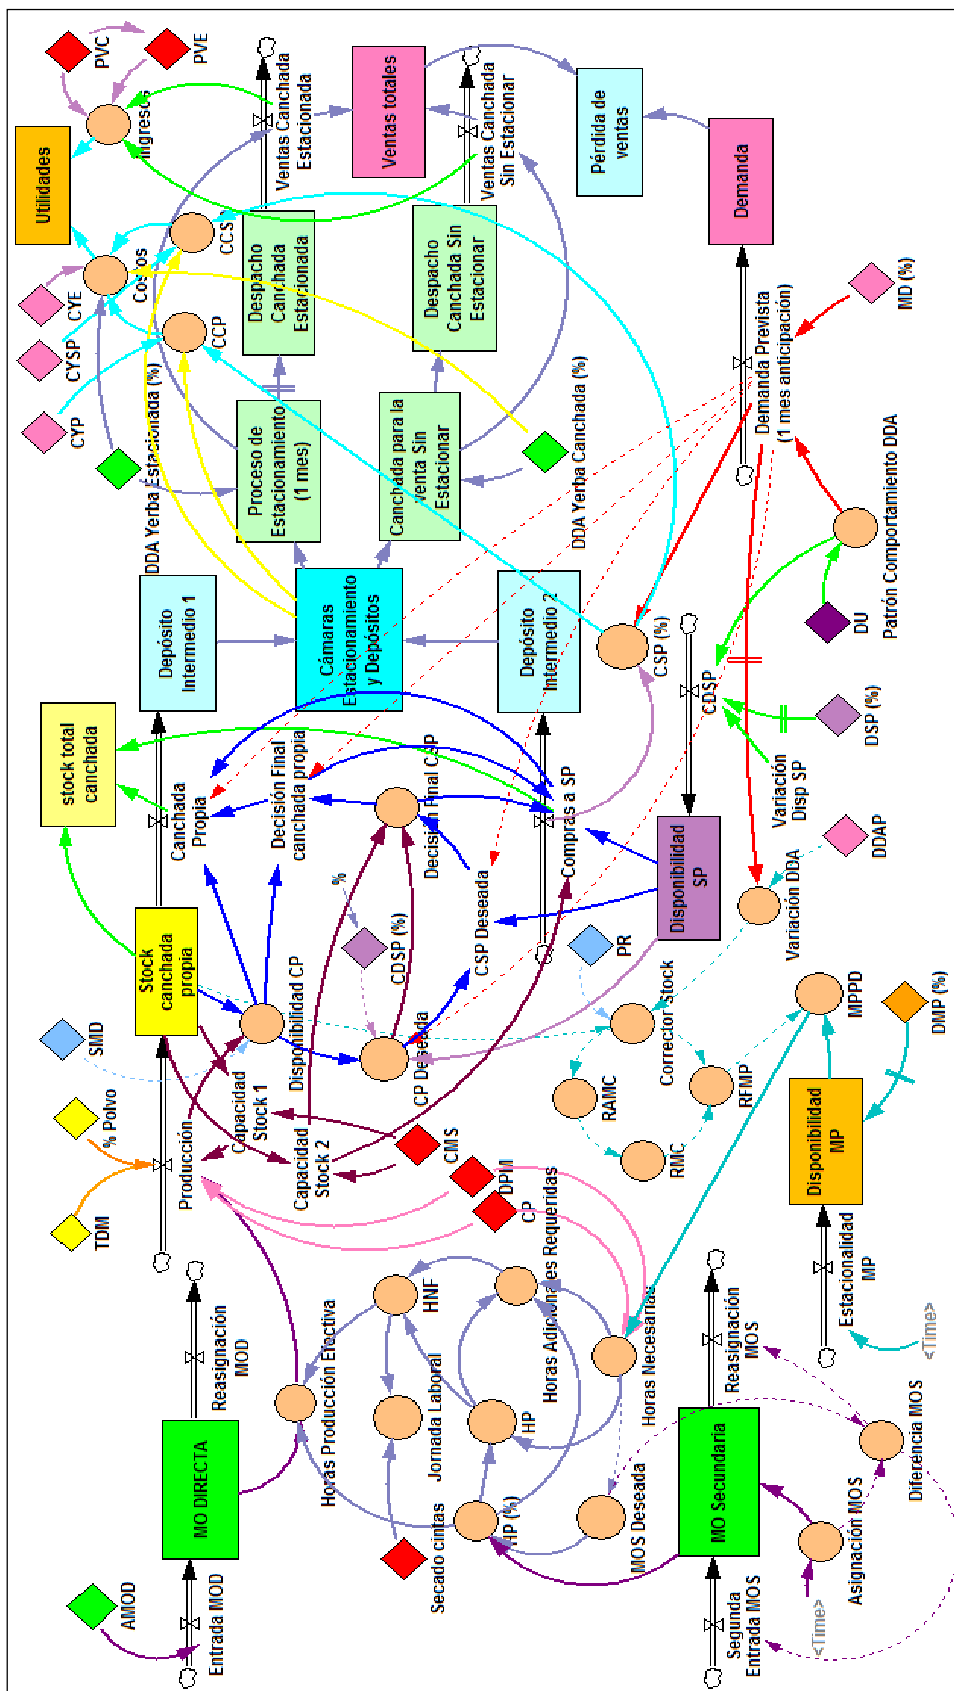 AMOD
Entrada MOD
MO DIRECTA
Reasignación
MOD
TDM
% Polvo
SMD
Producción
Stock
canchada
propia
stock total
canchada
Canchada
Propia
Depósito
Intermedio 1
DDA Yerba Estacionada (%)
CYP
CYSP
CYE
Costos
Utilidades
Ingresos
PVC
PVE
CCP
CCS
Proceso de
Estacionamiento
(1 mes)
Despacho
Canchada
Estacionada
Ventas Canchada
Estacionada
Ventas totales
Horas Producción Efectiva
Capacidad
Stock 1
Disponibilidad CP
Decisión Final
canchada propia
Cámaras
Estacionamiento
y Depósitos
Canchada para la
venta Sin
Estacionar
Despacho
Canchada Sin
Estacionar
Ventas Canchada
Sin Estacionar
Capacidad
Stock 2
%
CDSP (%)
CP Deseada
Decisión Final CSP
CMS
DPM
CP
HNF
Jornada Laboral
Secado cintas
HP (%)
HP
Horas Adicionales Requeridas
CSP Deseada
Compras a SP
Depósito
Intermedio 2
DDA Yerba Canchada (%)
Pérdida de
ventas
MOS Deseada
Horas Necesarias
RAMC
RMC
Corrector Stock
PR
Disponibilidad
SP
CSP (%)
CDSP
Demanda
Demanda Prevista
(1 mes anticipación)
MD (%)
Segunda
Entrada MOS
MO Secundaria
Reasignación
MOS
RFMP
MPPD
Variación DDA
Variación
Disp SP
<Time>
Asignación MOS
Diferencia MOS
Estacionalidad
MP
<Time>
Disponibilidad
MP
DMP (%)
DDAP
DSP (%)
DU
Patrón Comportamiento DDA